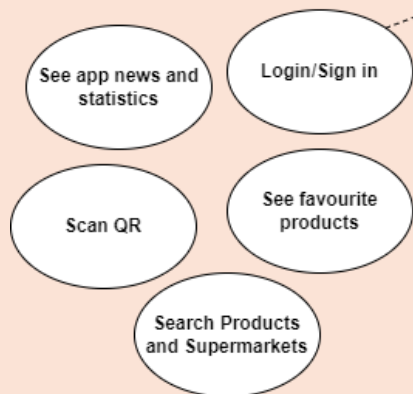 See app news and
statistics
Login/Sign in
Scan QR
See favourite
products
Search Products
and Supermarkets